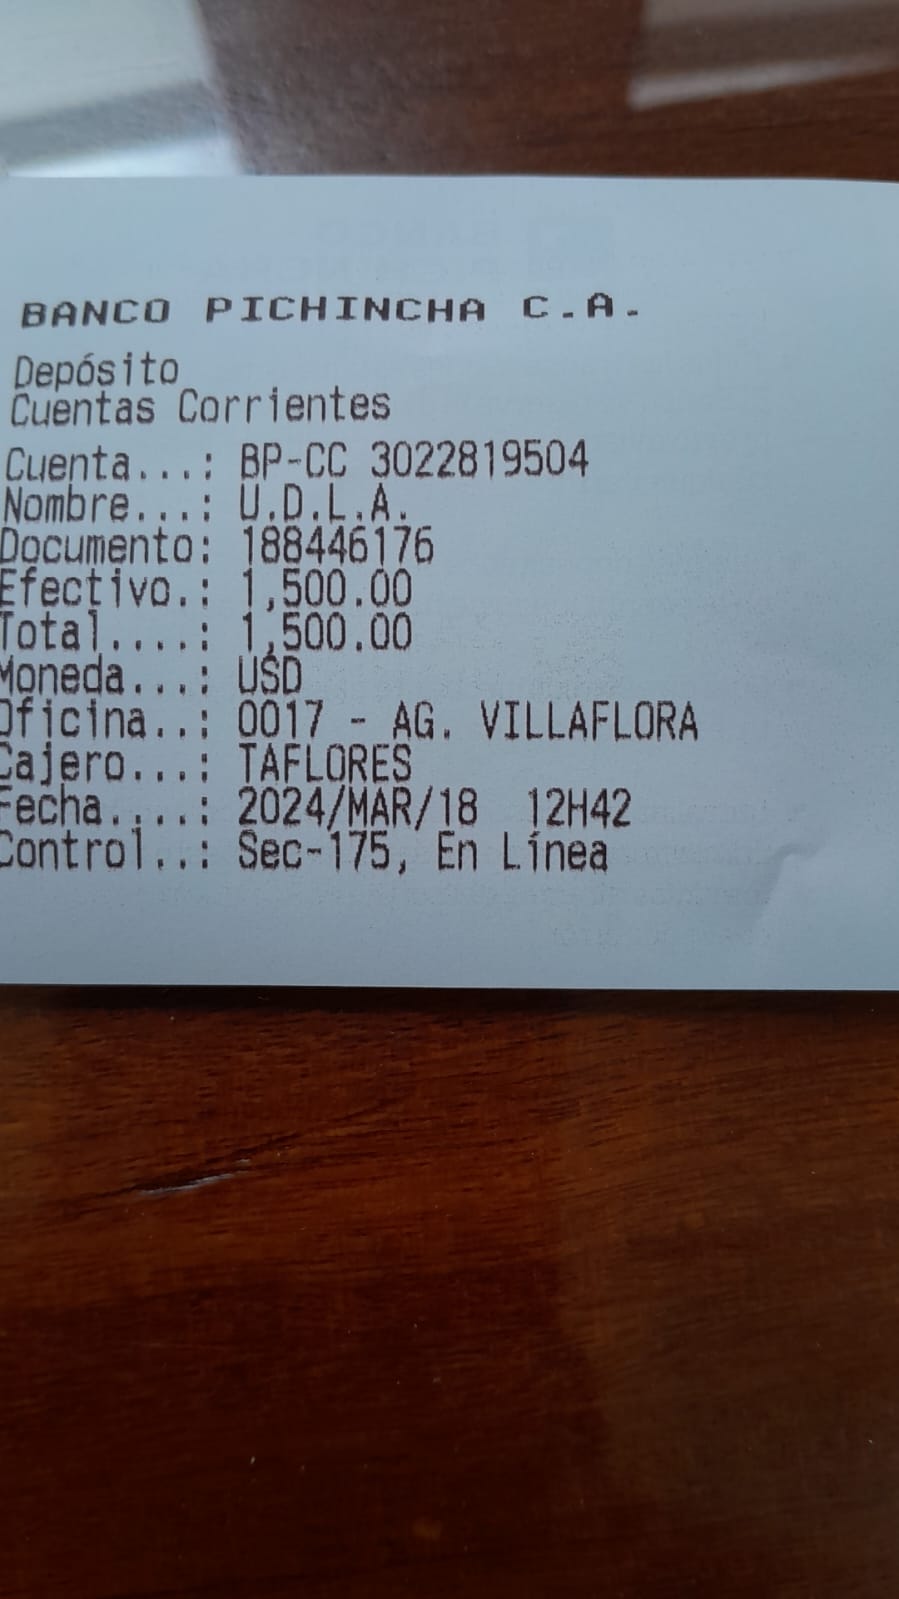 BANCO PICHINCHA C.A.
Depósito
Cuentas Corrientes
Cuenta...: BP-CC 3022819504
Nombre...: U.D.L.A.
Documento: 188446176
Efectivo.: 1,500.00
Total....: 1,500.00
Moneda...: USD
Oficina..: 0017 - AG. VILLAFLORA
Cajero...: TAFLORES
Fecha....: 2024/MAR/18  12H42
Control..: Sec-175, En Línea